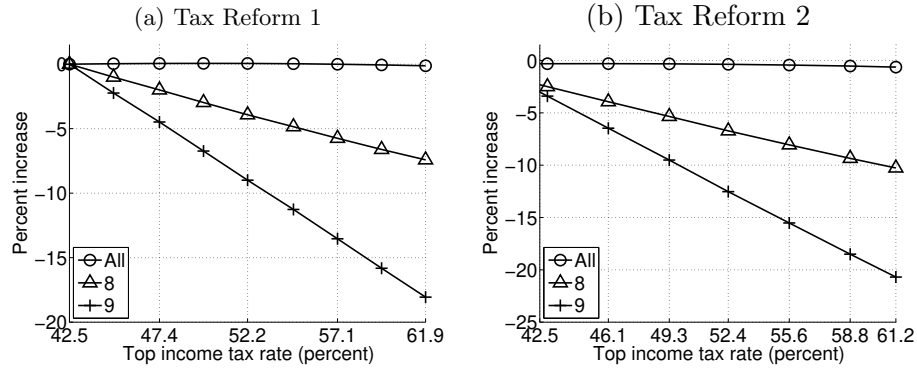 (a) Tax Reform 1
Percent increase
0
−5
−10
−15
−20
All
8
9
42.5 47.4 52.2 57.1 61.9
Top income tax rate (percent)
(b) Tax Reform 2
Percent increase
0
−5
−10
−15
−20
−25
All
8
9
42.5 46.1 49.3 52.4 55.6 58.8 61.2
Top income tax rate (percent)